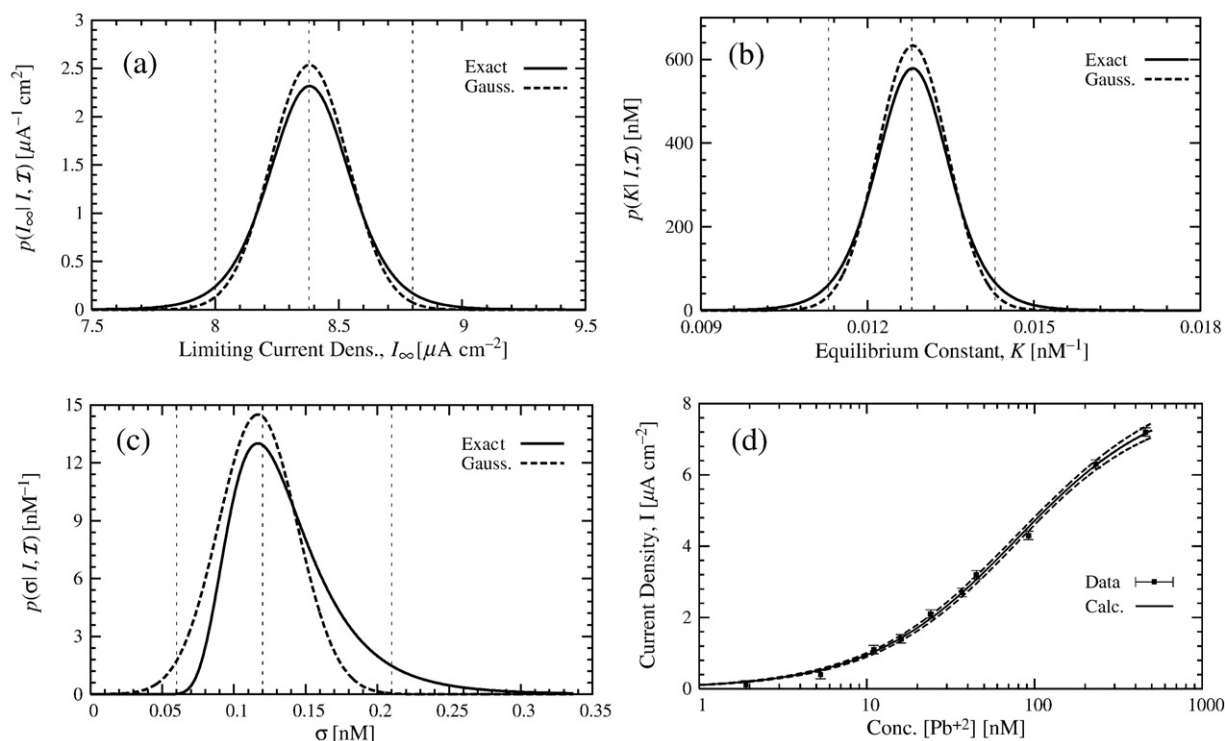 (a)
Exact
Gauss.
p(I∞| I, 𝓘) [μA⁻¹ cm²]
3
2.5
2
1.5
1
0.5
0
7.5 8 8.5 9 9.5
Limiting Current Dens., I∞ [μA cm⁻²]
(b)
Exact
Gauss.
p(K| I, 𝓘) [nM]
600
400
200
0
0.009 0.012 0.015 0.018
Equilibrium Constant, K [nM⁻¹]
(c)
Exact
Gauss.
p(σ| I, 𝓘) [nM⁻¹]
15
12
9
6
3
0
0 0.05 0.1 0.15 0.2 0.25 0.3 0.35
σ [nM]
(d)
Data
Calc.
Current Density, I [μA cm⁻²]
8
6
4
2
0
1 10 100 1000
Conc. [Pb⁺²] [nM]